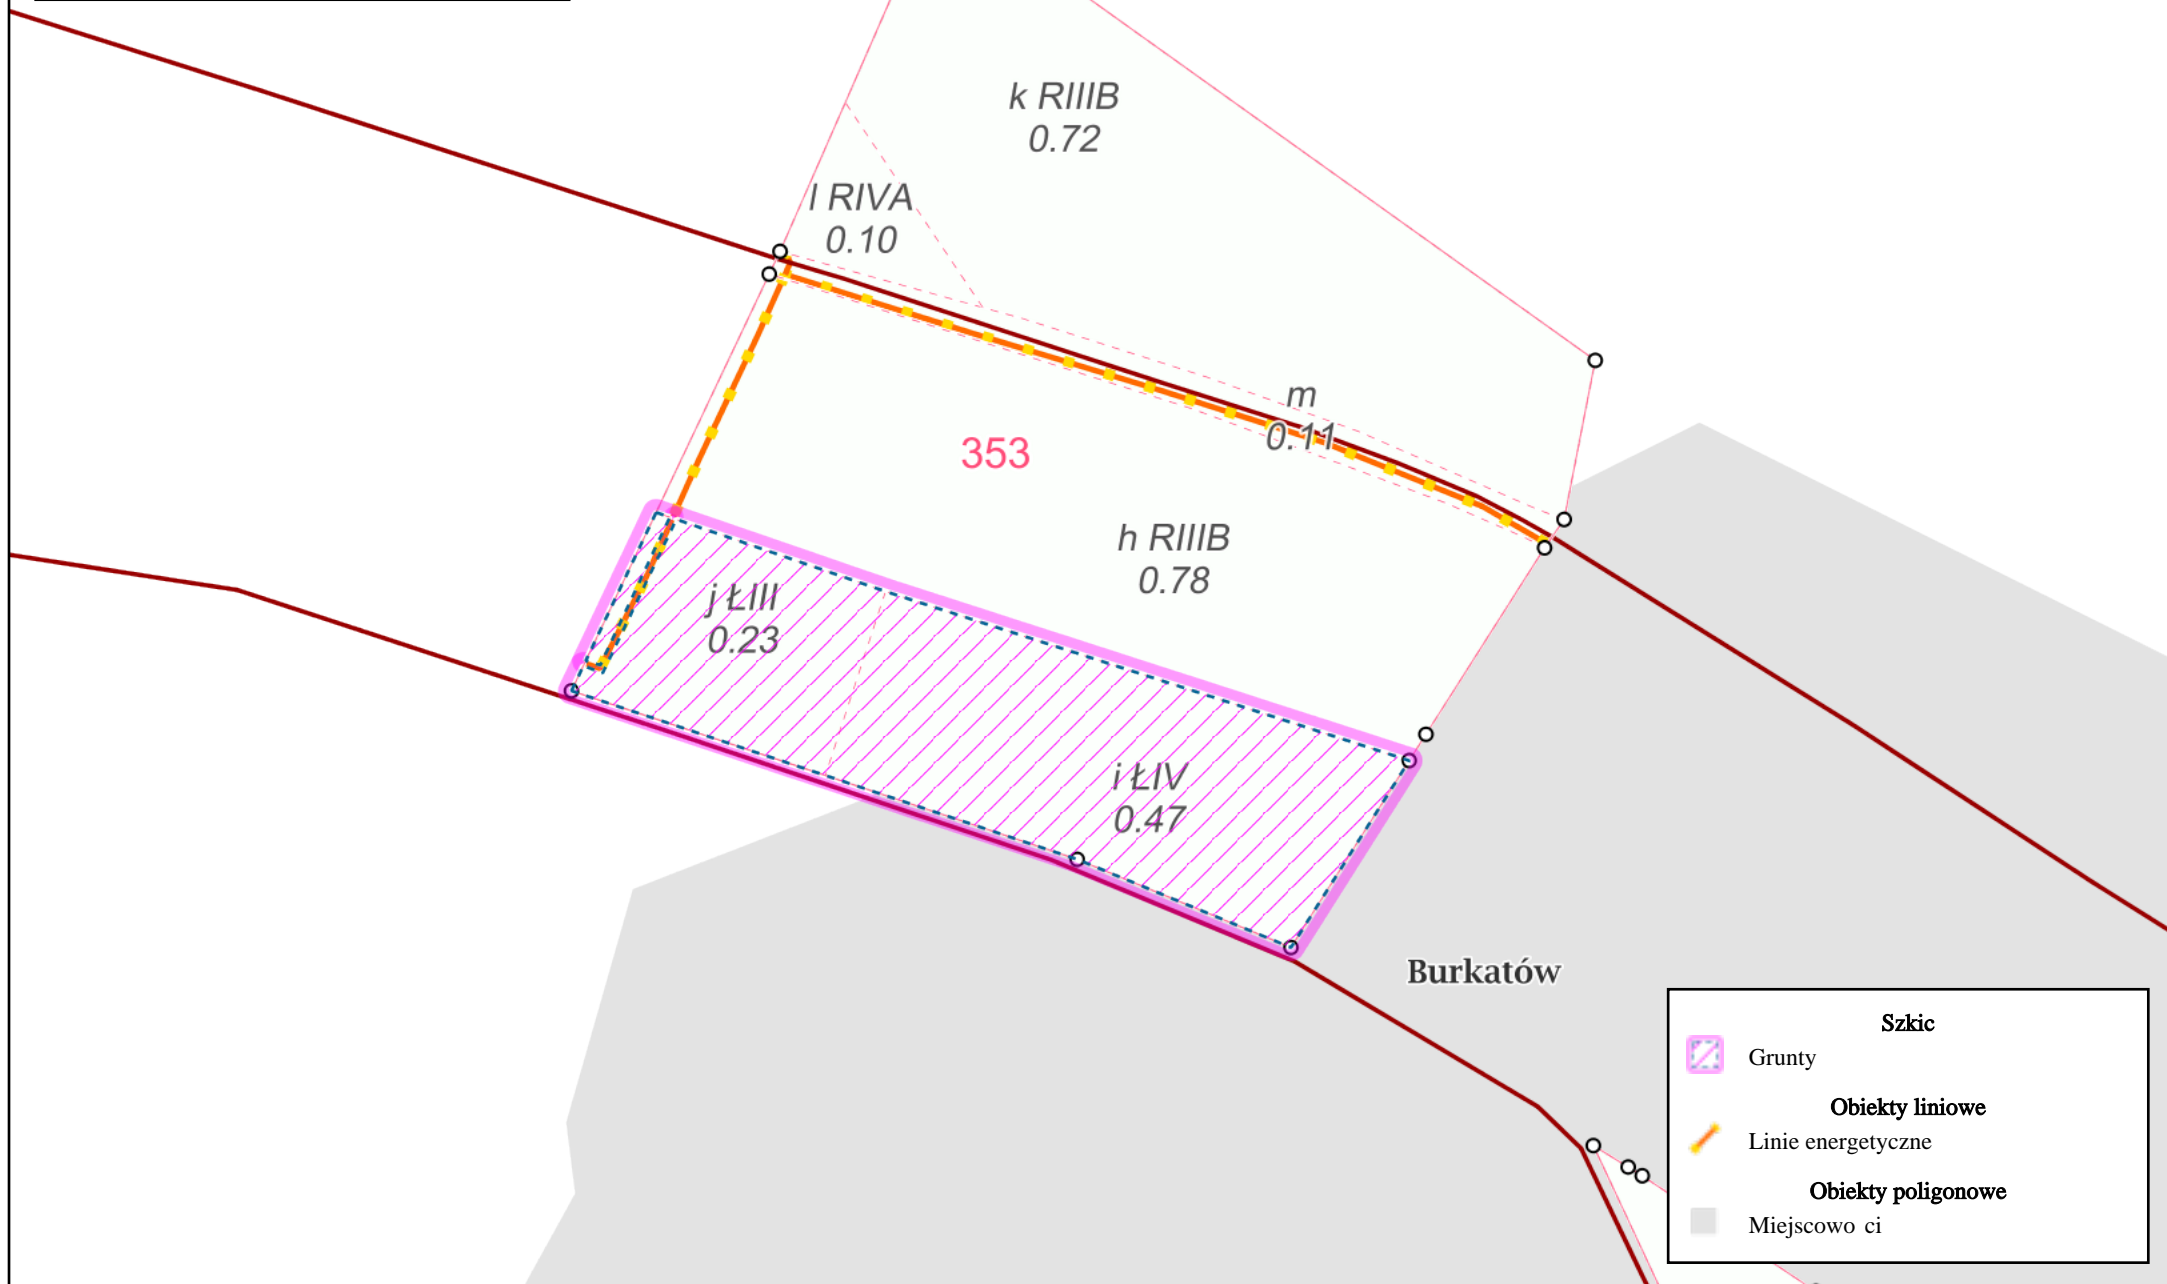 k RIIIB
0.72
l RIVA
0.10
m
0.11
353
h RIIIB
0.78
j ŁIII
0.23
i ŁIV
0.47
Burkatów
Szkic
Grunty
Obiekty liniowe
Linie energetyczne
Obiekty poligonowe
Miejscowo ci